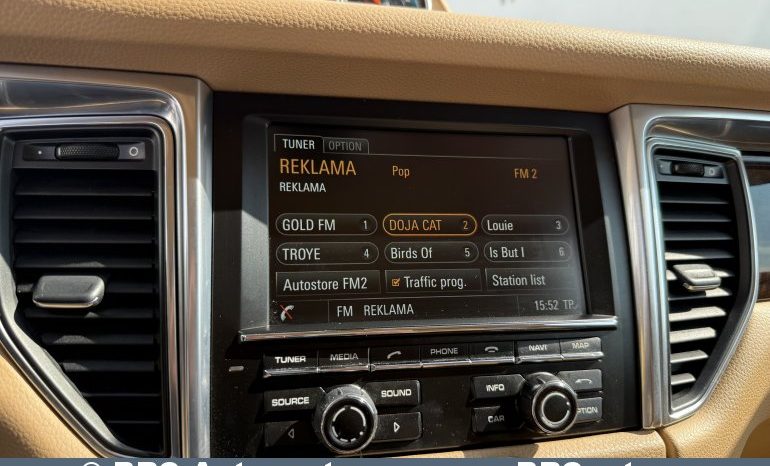 TUNER OPTION
REKLAMA Pop FM 2
REKLAMA
GOLD FM 1 DOJA CAT 2 Louie 3
TROYE 4 Birds Of 5 Is But I 6
Autostore FM2 Traffic prog. Station list
FM REKLAMA 15:52 TP
TUNER MEDIA PHONE NAVI MAP
SOURCE SOUND INFO
CAR OPTION